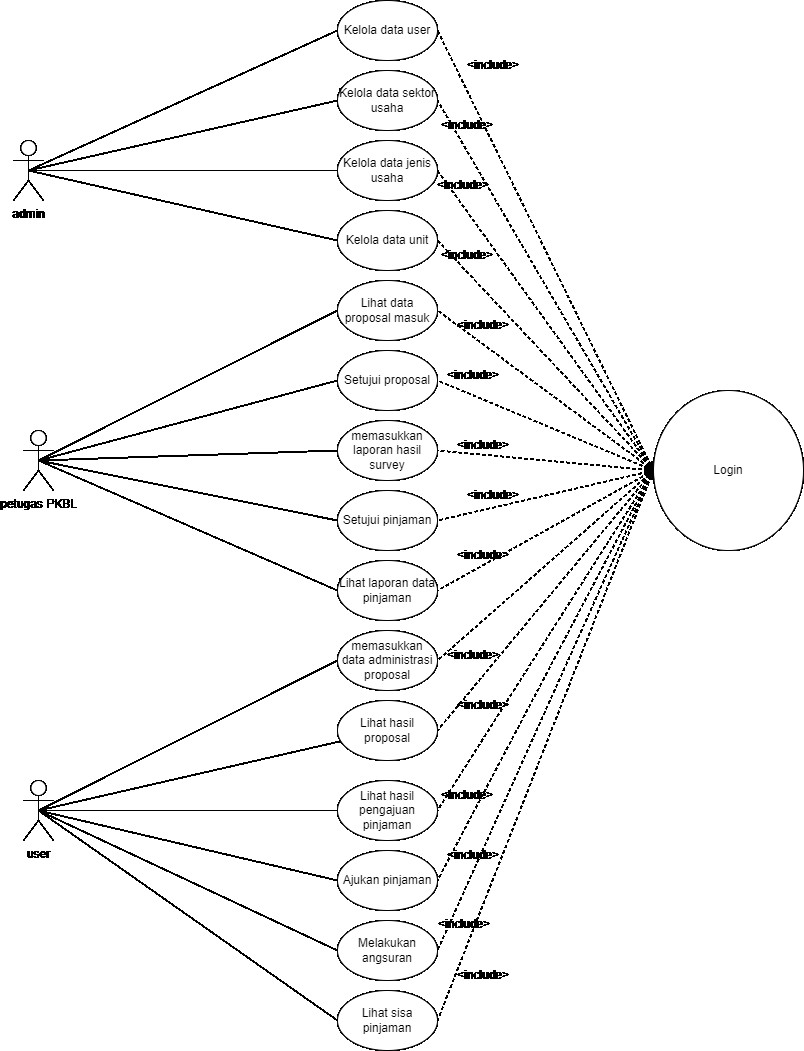 Kelola data user
<include>
Kelola data sektor
usaha
<include>
Kelola data jenis
usaha
<include>
admin
Kelola data unit
<include>
Lihat data
proposal masuk
<include>
Setujui proposal
<include>
memasukkan
laporan hasil
survey
<include>
Login
petugas PKBL
Setujui pinjaman
<include>
Lihat laporan data
pinjaman
<include>
memasukkan
data administrasi
proposal
<include>
Lihat hasil
proposal
<include>
Lihat hasil
pengajuan
pinjaman
<include>
user
Ajukan pinjaman
<include>
Melakukan
angsuran
<include>
Lihat sisa
pinjaman
<include>